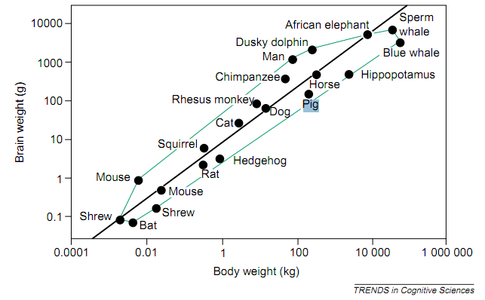 10000
1000
100
10
1
0.1
Brain weight (g)
African elephant
Sperm
whale
Dusky dolphin
Blue whale
Man
Hippopotamus
Chimpanzee
Horse
Rhesus monkey
Pig
Dog
Cat
Squirrel
Hedgehog
Rat
Mouse
Mouse
Shrew
Shrew
Bat
0.0001
0.01
1
100
10 000
1 000 000
Body weight (kg)
TRENDS in Cognitive Sciences